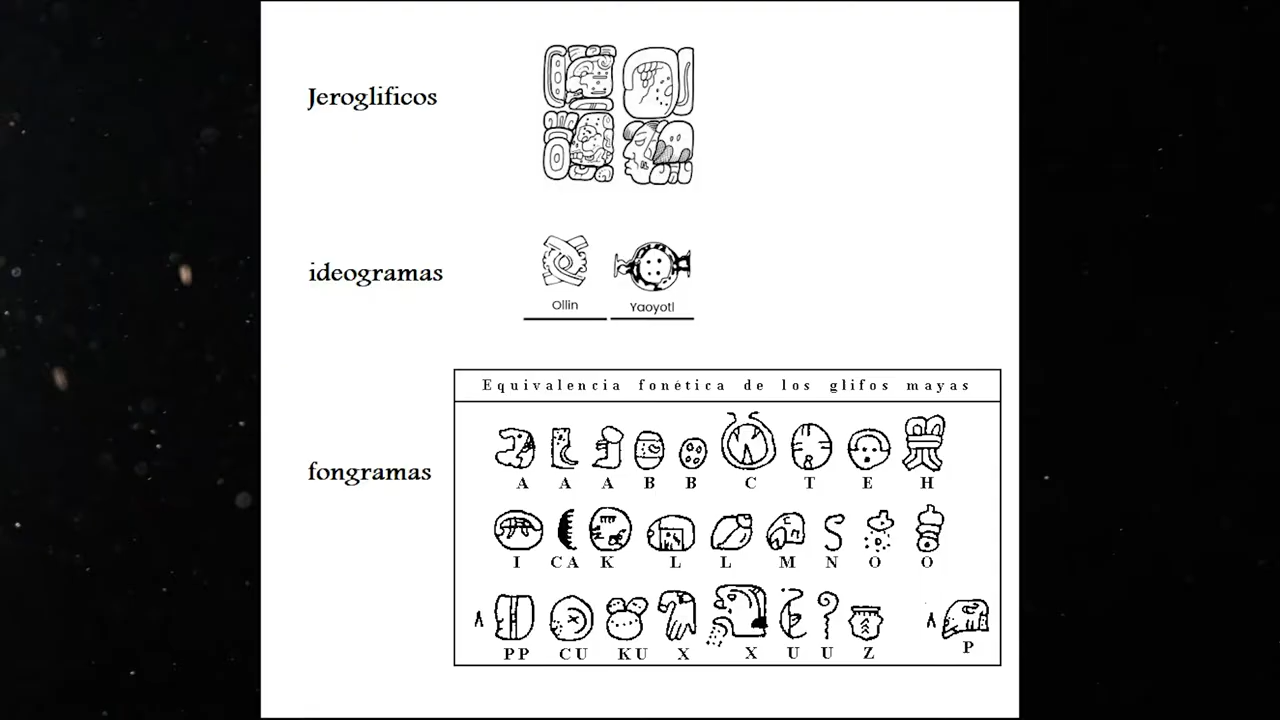 Jeroglificos
ideogramas
Ollin Yaoyotl
Equivalencia fonética de los glifos mayas
fongramas
A A A B B C T E H
I CA K L L M N O O
PP CU KU X X U U Z P